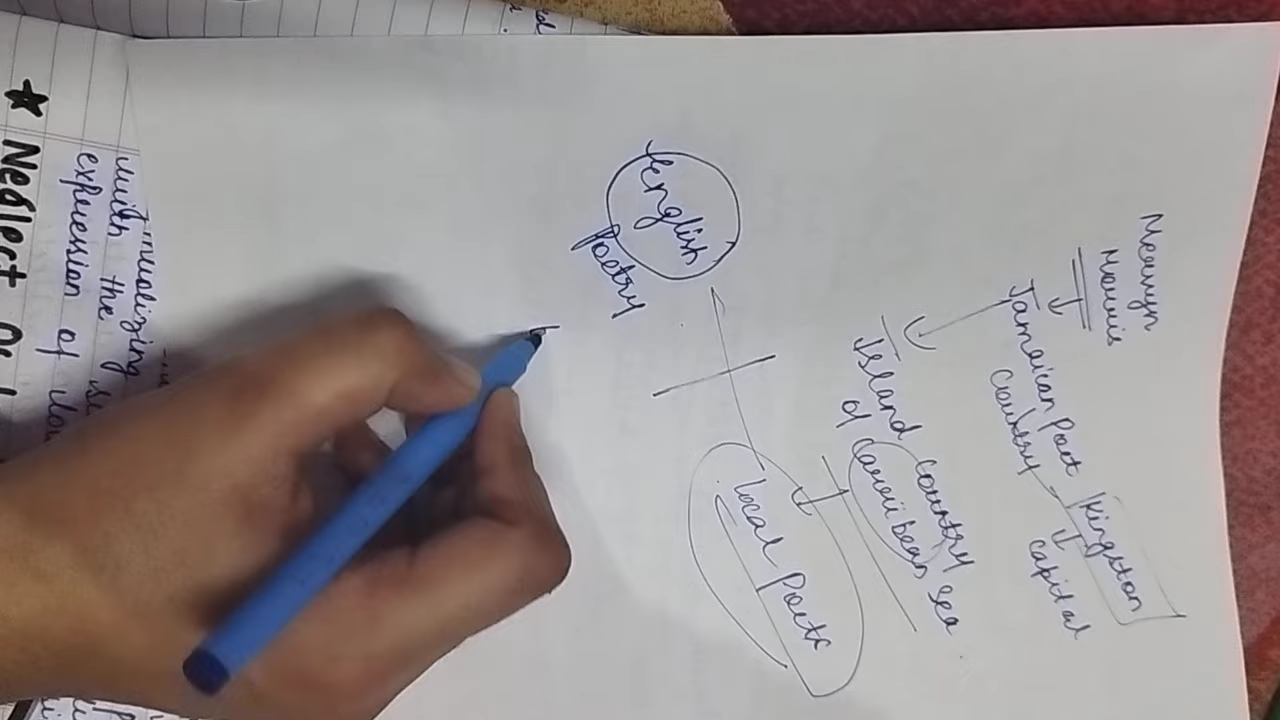 Mervyn
Morris
Jamaican Poet
Country
Kingston
capital
Island country
of Carribean Sea
Local Poets
English
Poetry
with the
expression of
★ Neglect Of